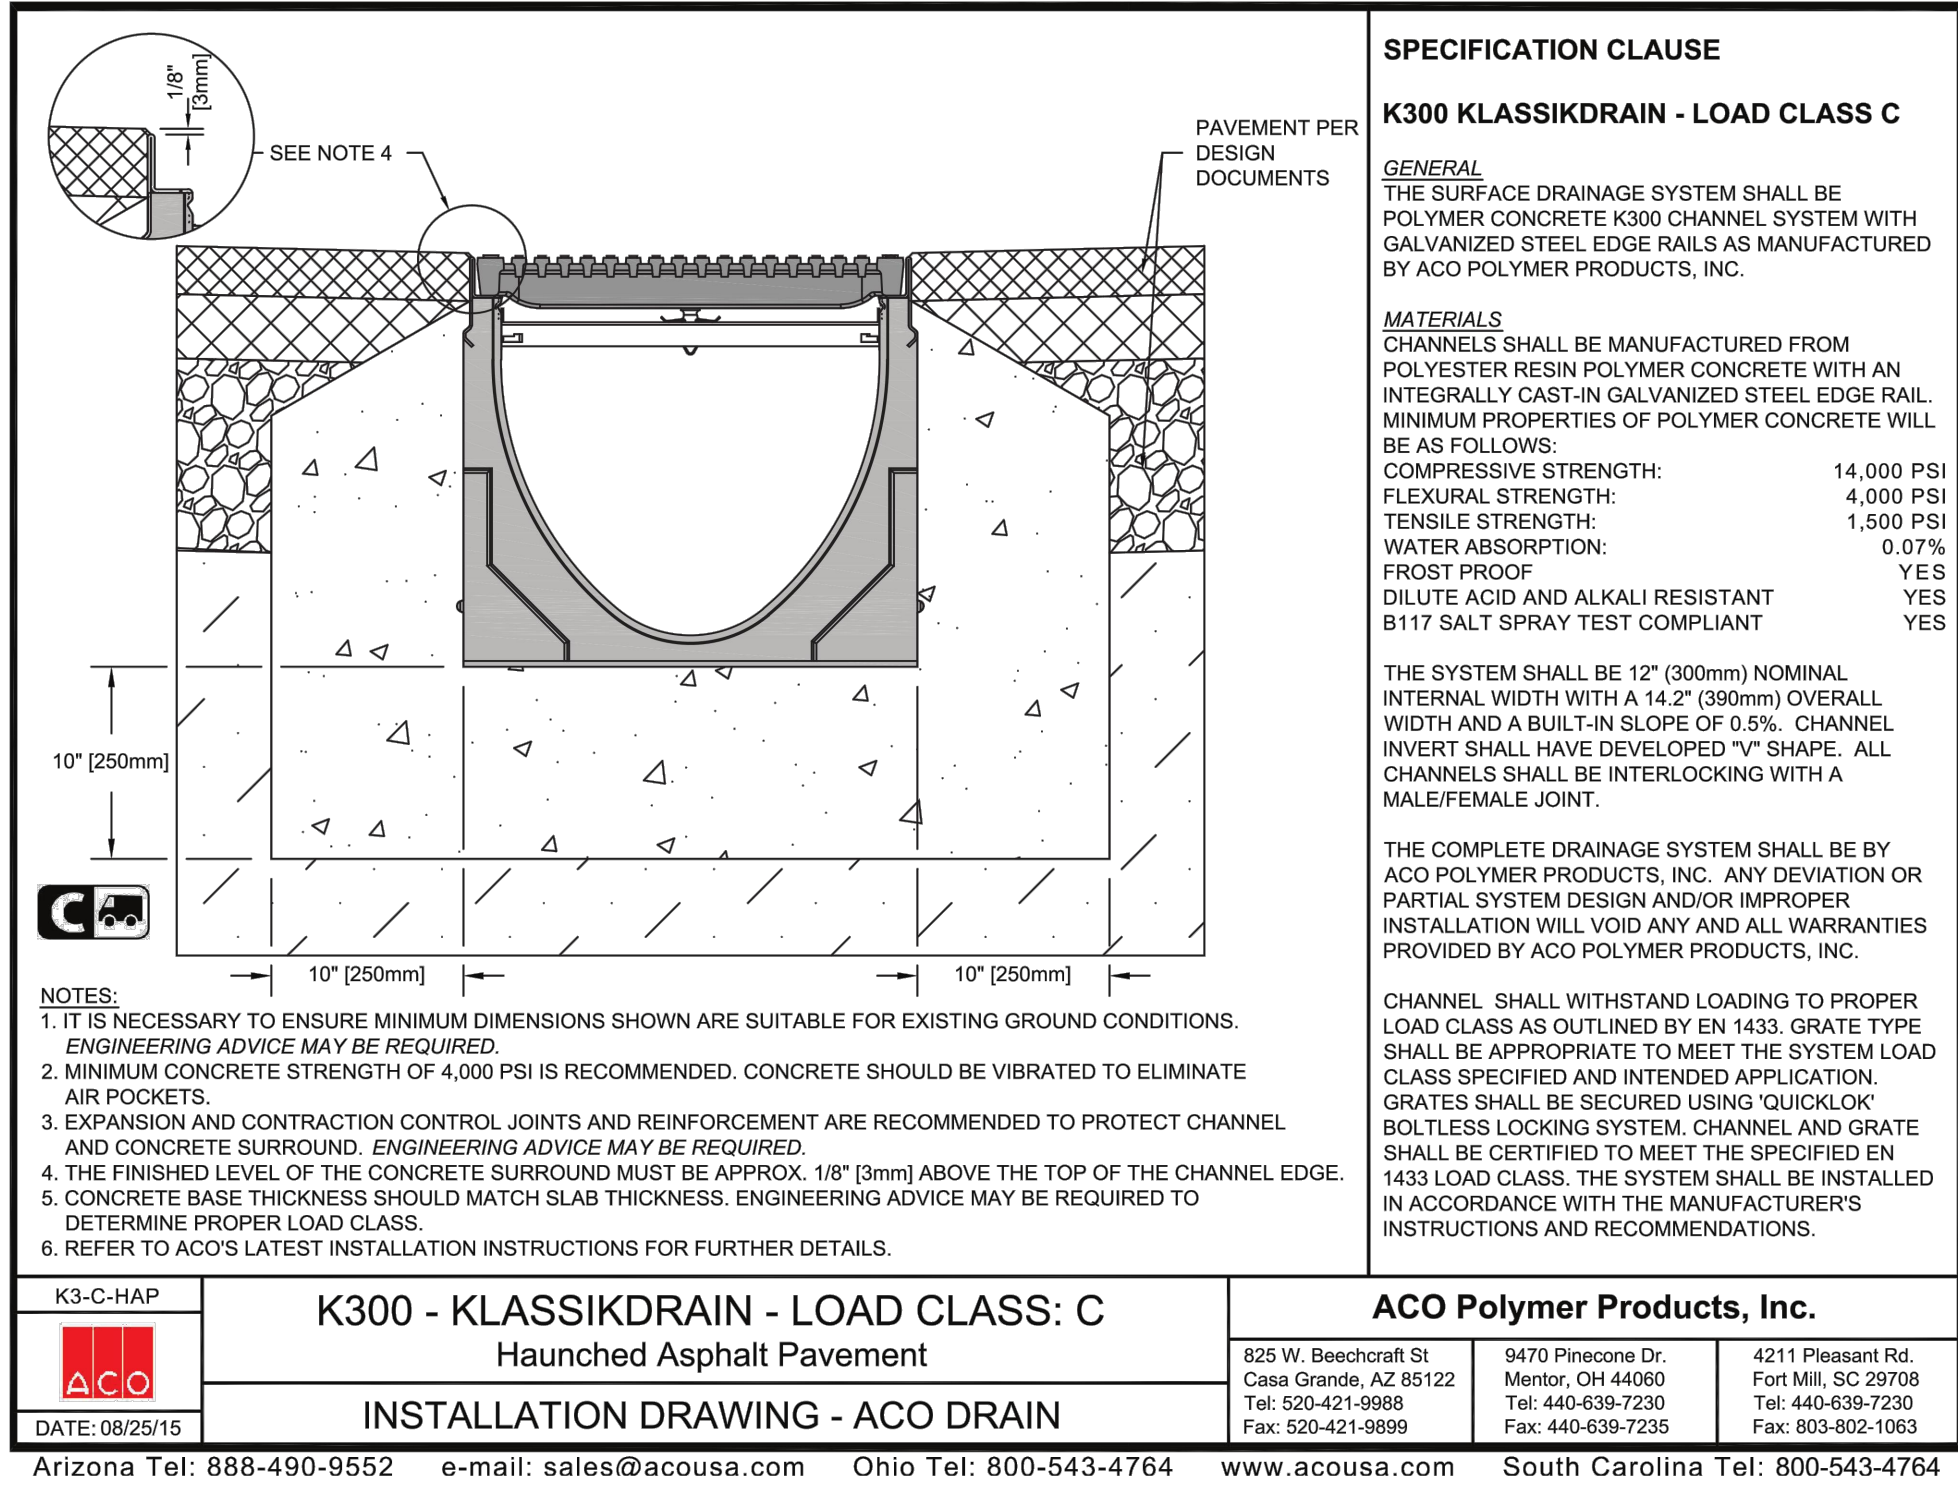 1/8"
[3mm]
SEE NOTE 4
PAVEMENT PER
DESIGN
DOCUMENTS
10" [250mm]
C
10" [250mm]
10" [250mm]
NOTES:
1. IT IS NECESSARY TO ENSURE MINIMUM DIMENSIONS SHOWN ARE SUITABLE FOR EXISTING GROUND CONDITIONS.
ENGINEERING ADVICE MAY BE REQUIRED.
2. MINIMUM CONCRETE STRENGTH OF 4,000 PSI IS RECOMMENDED. CONCRETE SHOULD BE VIBRATED TO ELIMINATE
AIR POCKETS.
3. EXPANSION AND CONTRACTION CONTROL JOINTS AND REINFORCEMENT ARE RECOMMENDED TO PROTECT CHANNEL
AND CONCRETE SURROUND. ENGINEERING ADVICE MAY BE REQUIRED.
4. THE FINISHED LEVEL OF THE CONCRETE SURROUND MUST BE APPROX. 1/8" [3mm] ABOVE THE TOP OF THE CHANNEL EDGE.
5. CONCRETE BASE THICKNESS SHOULD MATCH SLAB THICKNESS. ENGINEERING ADVICE MAY BE REQUIRED TO
DETERMINE PROPER LOAD CLASS.
6. REFER TO ACO'S LATEST INSTALLATION INSTRUCTIONS FOR FURTHER DETAILS.
SPECIFICATION CLAUSE
K300 KLASSIKDRAIN - LOAD CLASS C
GENERAL
THE SURFACE DRAINAGE SYSTEM SHALL BE
POLYMER CONCRETE K300 CHANNEL SYSTEM WITH
GALVANIZED STEEL EDGE RAILS AS MANUFACTURED
BY ACO POLYMER PRODUCTS, INC.
MATERIALS
CHANNELS SHALL BE MANUFACTURED FROM
POLYESTER RESIN POLYMER CONCRETE WITH AN
INTEGRALLY CAST-IN GALVANIZED STEEL EDGE RAIL.
MINIMUM PROPERTIES OF POLYMER CONCRETE WILL
BE AS FOLLOWS:
COMPRESSIVE STRENGTH: 14,000 PSI
FLEXURAL STRENGTH: 4,000 PSI
TENSILE STRENGTH: 1,500 PSI
WATER ABSORPTION: 0.07%
FROST PROOF YES
DILUTE ACID AND ALKALI RESISTANT YES
B117 SALT SPRAY TEST COMPLIANT YES
THE SYSTEM SHALL BE 12" (300mm) NOMINAL
INTERNAL WIDTH WITH A 14.2" (390mm) OVERALL
WIDTH AND A BUILT-IN SLOPE OF 0.5%. CHANNEL
INVERT SHALL HAVE DEVELOPED "V" SHAPE. ALL
CHANNELS SHALL BE INTERLOCKING WITH A
MALE/FEMALE JOINT.
THE COMPLETE DRAINAGE SYSTEM SHALL BE BY
ACO POLYMER PRODUCTS, INC. ANY DEVIATION OR
PARTIAL SYSTEM DESIGN AND/OR IMPROPER
INSTALLATION WILL VOID ANY AND ALL WARRANTIES
PROVIDED BY ACO POLYMER PRODUCTS, INC.
CHANNEL SHALL WITHSTAND LOADING TO PROPER
LOAD CLASS AS OUTLINED BY EN 1433. GRATE TYPE
SHALL BE APPROPRIATE TO MEET THE SYSTEM LOAD
CLASS SPECIFIED AND INTENDED APPLICATION.
GRATES SHALL BE SECURED USING 'QUICKLOK'
BOLTLESS LOCKING SYSTEM. CHANNEL AND GRATE
SHALL BE CERTIFIED TO MEET THE SPECIFIED EN
1433 LOAD CLASS. THE SYSTEM SHALL BE INSTALLED
IN ACCORDANCE WITH THE MANUFACTURER'S
INSTRUCTIONS AND RECOMMENDATIONS.
K3-C-HAP
ACO
DATE: 08/25/15
K300 - KLASSIKDRAIN - LOAD CLASS: C
Haunched Asphalt Pavement
INSTALLATION DRAWING - ACO DRAIN
ACO Polymer Products, Inc.
825 W. Beechcraft St
Casa Grande, AZ 85122
Tel: 520-421-9988
Fax: 520-421-9899
9470 Pinecone Dr.
Mentor, OH 44060
Tel: 440-639-7230
Fax: 440-639-7235
4211 Pleasant Rd.
Fort Mill, SC 29708
Tel: 440-639-7230
Fax: 803-802-1063
Arizona Tel: 888-490-9552 e-mail: sales@acousa.com Ohio Tel: 800-543-4764 www.acousa.com South Carolina Tel: 800-543-4764